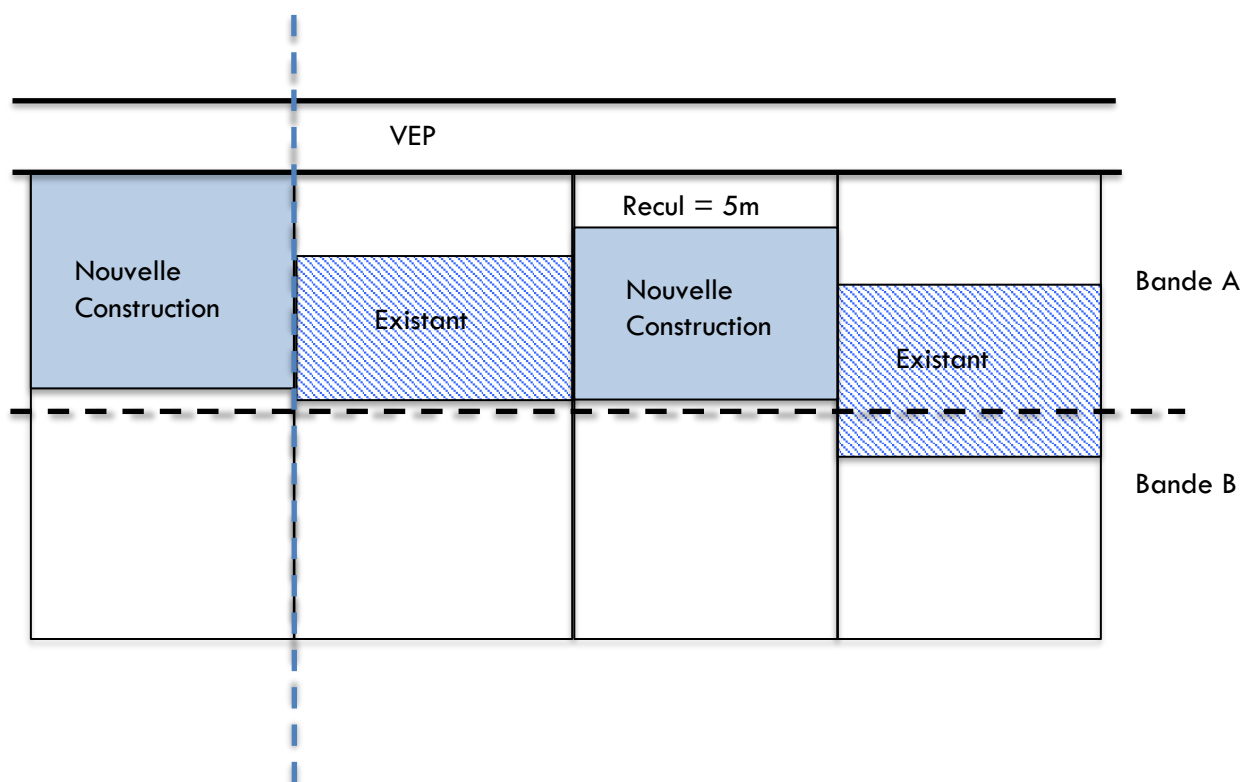 VEP
Recul = 5m
Nouvelle
Construction
Existant
Nouvelle
Construction
Existant
Bande A
Bande B